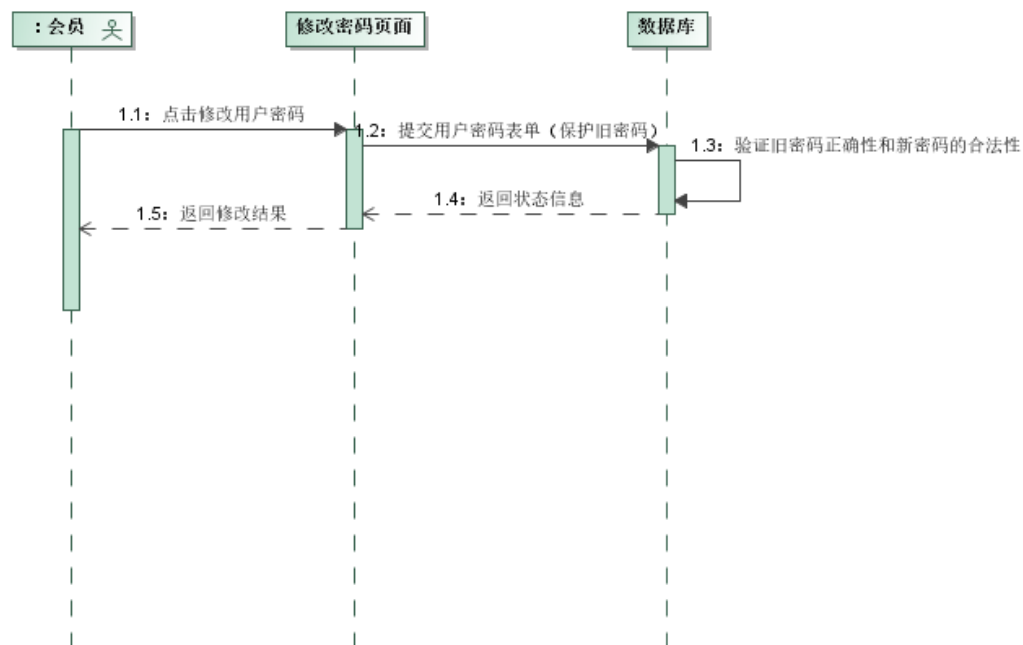 ：会员
修改密码页面
数据库
1.1：点击修改用户密码
1.2：提交用户密码表单（保护旧密码）
1.3：验证旧密码正确性和新密码的合法性
1.4：返回状态信息
1.5：返回修改结果